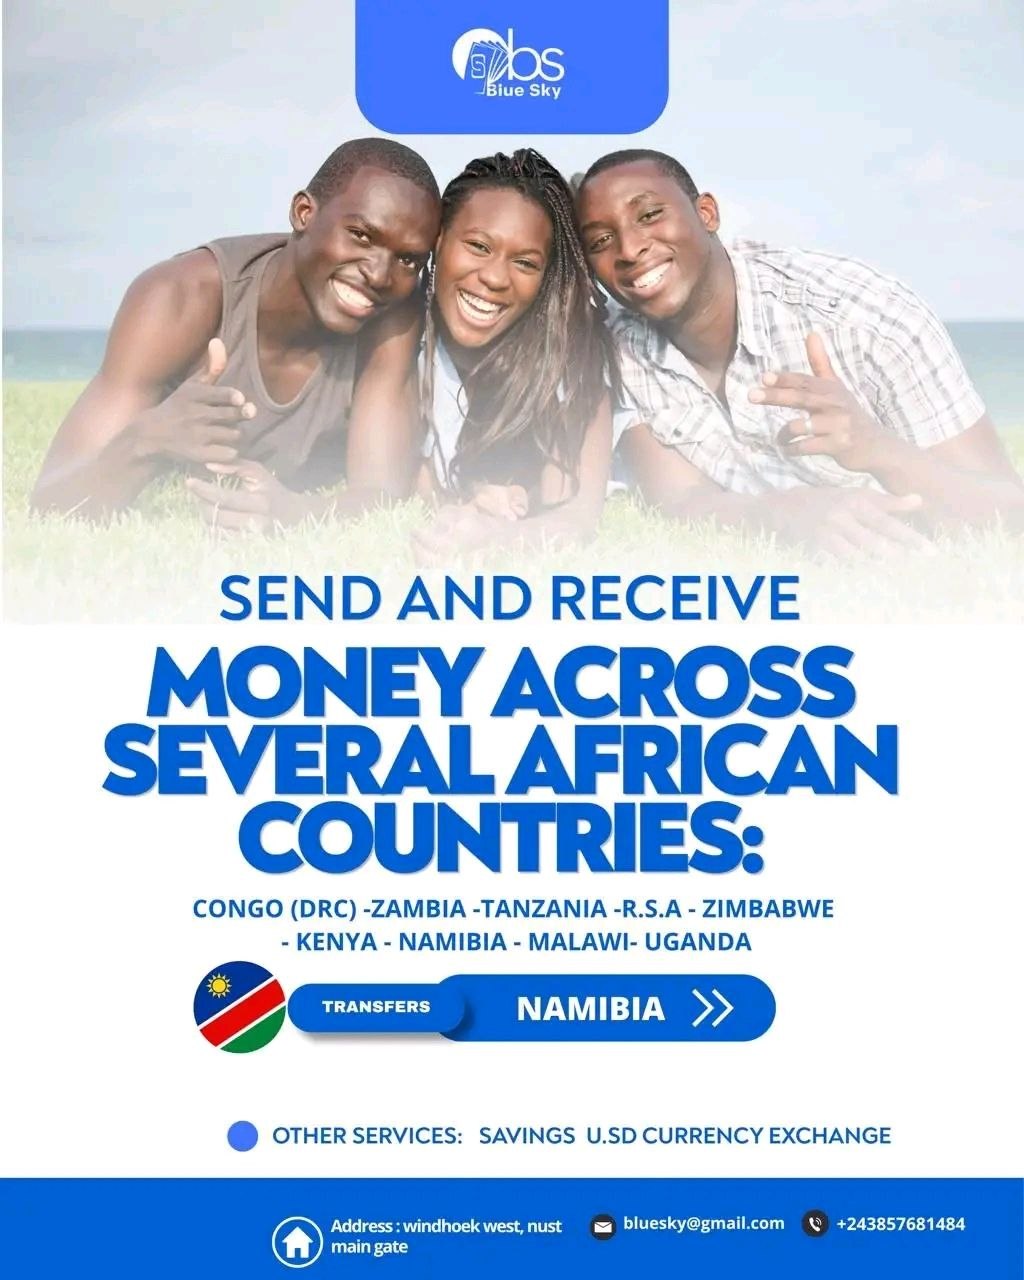 bs
Blue Sky
SEND AND RECEIVE
MONEY ACROSS
SEVERAL AFRICAN
COUNTRIES:
CONGO (DRC) -ZAMBIA -TANZANIA -R.S.A - ZIMBABWE
- KENYA - NAMIBIA - MALAWI- UGANDA
TRANSFERS NAMIBIA
OTHER SERVICES: SAVINGS U.SD CURRENCY EXCHANGE
Address : windhoek west, nust
main gate
bluesky@gmail.com
+243857681484